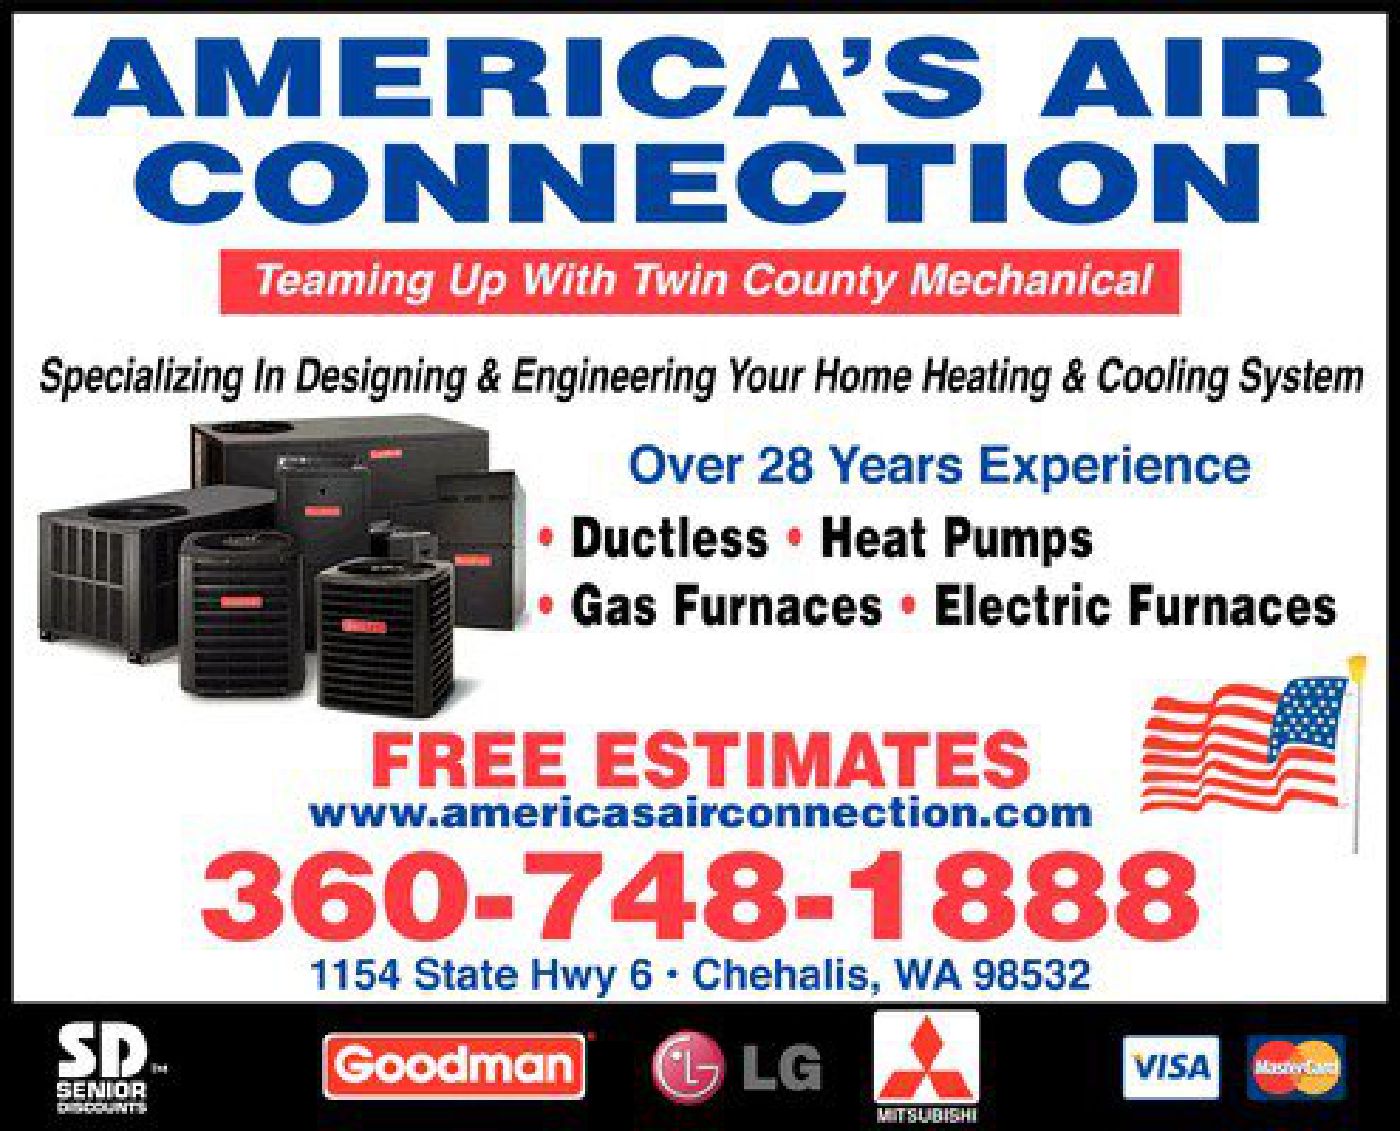 AMERICA'S AIR
CONNECTION
Teaming Up With Twin County Mechanical
Specializing In Designing & Engineering Your Home Heating & Cooling System
Over 28 Years Experience
• Ductless • Heat Pumps
• Gas Furnaces • Electric Furnaces
FREE ESTIMATES
www.americasairconnection.com
360-748-1888
1154 State Hwy 6 • Chehalis, WA 98532
SD™
SENIOR
DISCOUNTS
Goodman
LG
MITSUBISHI
VISA
MasterCard